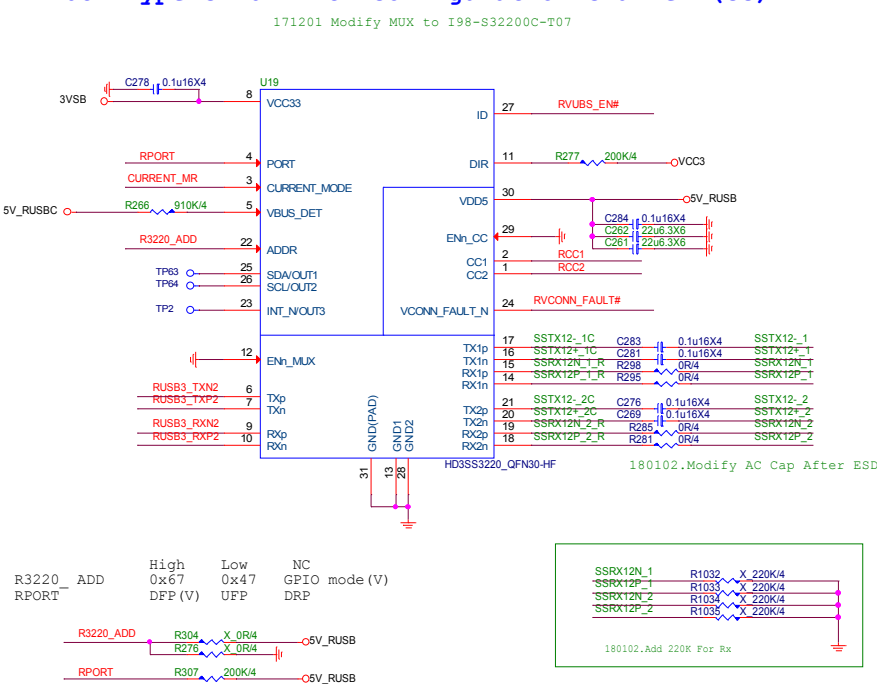 171201 Modify MUX to I98-S32200C-T07
C278 0.1u16X4
U19
3VSB
8
VCC33
ID
27
RVUBS_EN#
RPORT
4
PORT
DIR
11
R277
200K/4
VCC3
CURRENT_MR
3
CURRENT_MODE
5V_RUSBC
R266
910K/4
5
VBUS_DET
VDD5
30
5V_RUSB
C284
0.1u16X4
C262
22u6.3X6
C261
22u6.3X6
ENn_CC
29
R3220_ADD
22
ADDR
CC1
2
RCC1
CC2
1
RCC2
TP63
25
SDA/OUT1
TP64
26
SCL/OUT2
TP2
23
INT_N/OUT3
VCONN_FAULT_N
24
RVCONN_FAULT#
12
ENn_MUX
TX1p
17
SSTX12-_1C
C283
0.1u16X4
SSTX12-_1
TX1n
16
SSTX12+_1C
C281
0.1u16X4
SSTX12+_1
RX1p
15
SSRX12N_1_R
R298
0R/4
SSRX12N_1
RX1n
14
SSRX12P_1_R
R295
0R/4
SSRX12P_1
RUSB3_TXN2
6
TXp
RUSB3_TXP2
7
TXn
TX2p
21
SSTX12-_2C
C276
0.1u16X4
SSTX12-_2
TX2n
20
SSTX12+_2C
C269
0.1u16X4
SSTX12+_2
RUSB3_RXN2
9
RXp
RX2p
19
SSRX12N_2_R
R285
0R/4
SSRX12N_2
RUSB3_RXP2
10
RXn
RX2n
18
SSRX12P_2_R
R281
0R/4
SSRX12P_2
GND(PAD)
GND1
GND2
31
13
28
HD3SS3220_QFN30-HF
180102.Modify AC Cap After ESD
High Low NC
R3220_ ADD 0x67 0x47 GPIO mode(V)
RPORT DFP(V) UFP DRP
R3220_ADD
R304
X_0R/4
5V_RUSB
R276
X_0R/4
RPORT
R307
200K/4
5V_RUSB
SSRX12N_1
R1032
X_220K/4
SSRX12P_1
R1033
X_220K/4
SSRX12N_2
R1034
X_220K/4
SSRX12P_2
R1035
X_220K/4
180102.Add 220K For Rx